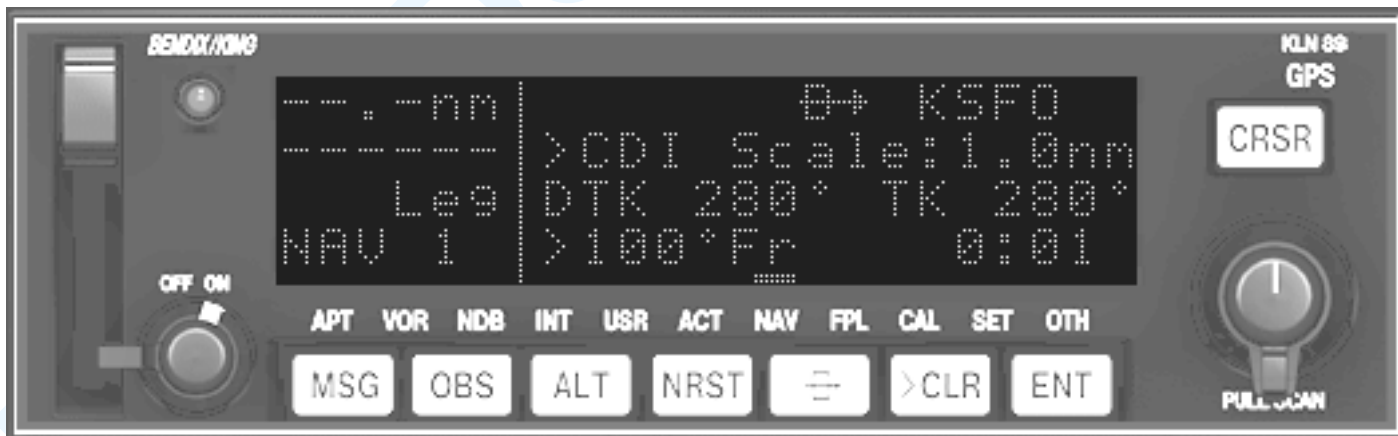 BENDIX/KING
KLN 89
GPS
--.-nm KSFO
------ >CDI Scale:1.0nm
Leg DTK 280° TK 280°
NAV 1 >100°Fr 0:01
CRSR
OFF ON
APT VOR NDB INT USR ACT NAV FPL CAL SET OTH
MSG OBS ALT NRST >CLR ENT
PULL SCAN